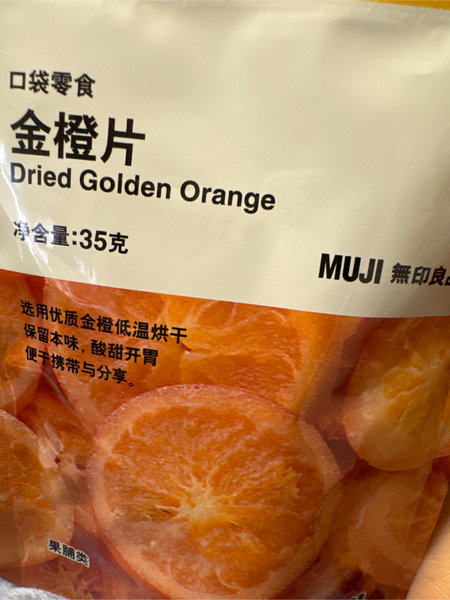 口袋零食
金橙片
Dried Golden Orange
净含量:35克
MUJI 無印良品
选用优质金橙低温烘干
保留本味，酸甜开胃
便于携带与分享。
果脯类